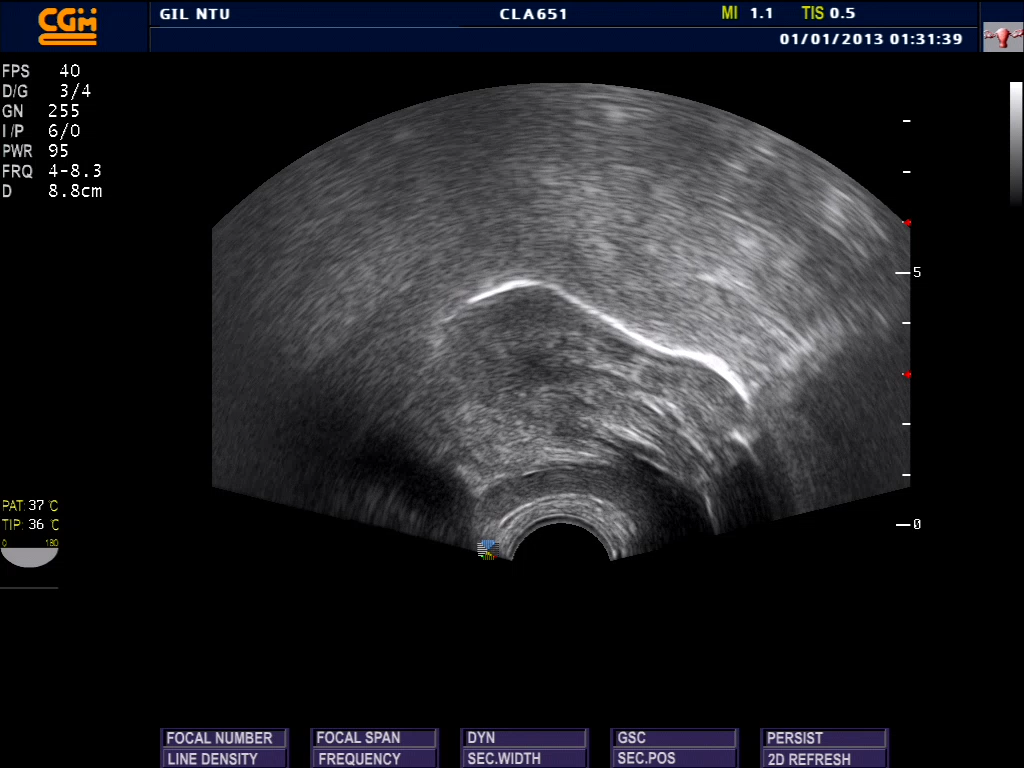 CGM
GIL NTU
CLA651
MI 1.1 TIS 0.5
01/01/2013 01:31:39
FPS 40
D/G 3/4
GN 255
I/P 6/0
PWR 95
FRQ 4-8.3
D 8.8cm
5
PAT: 37 °C
TIP: 36 °C
0 180
0
FOCAL NUMBER
LINE DENSITY
FOCAL SPAN
FREQUENCY
DYN
SEC.WIDTH
GSC
SEC.POS
PERSIST
2D REFRESH